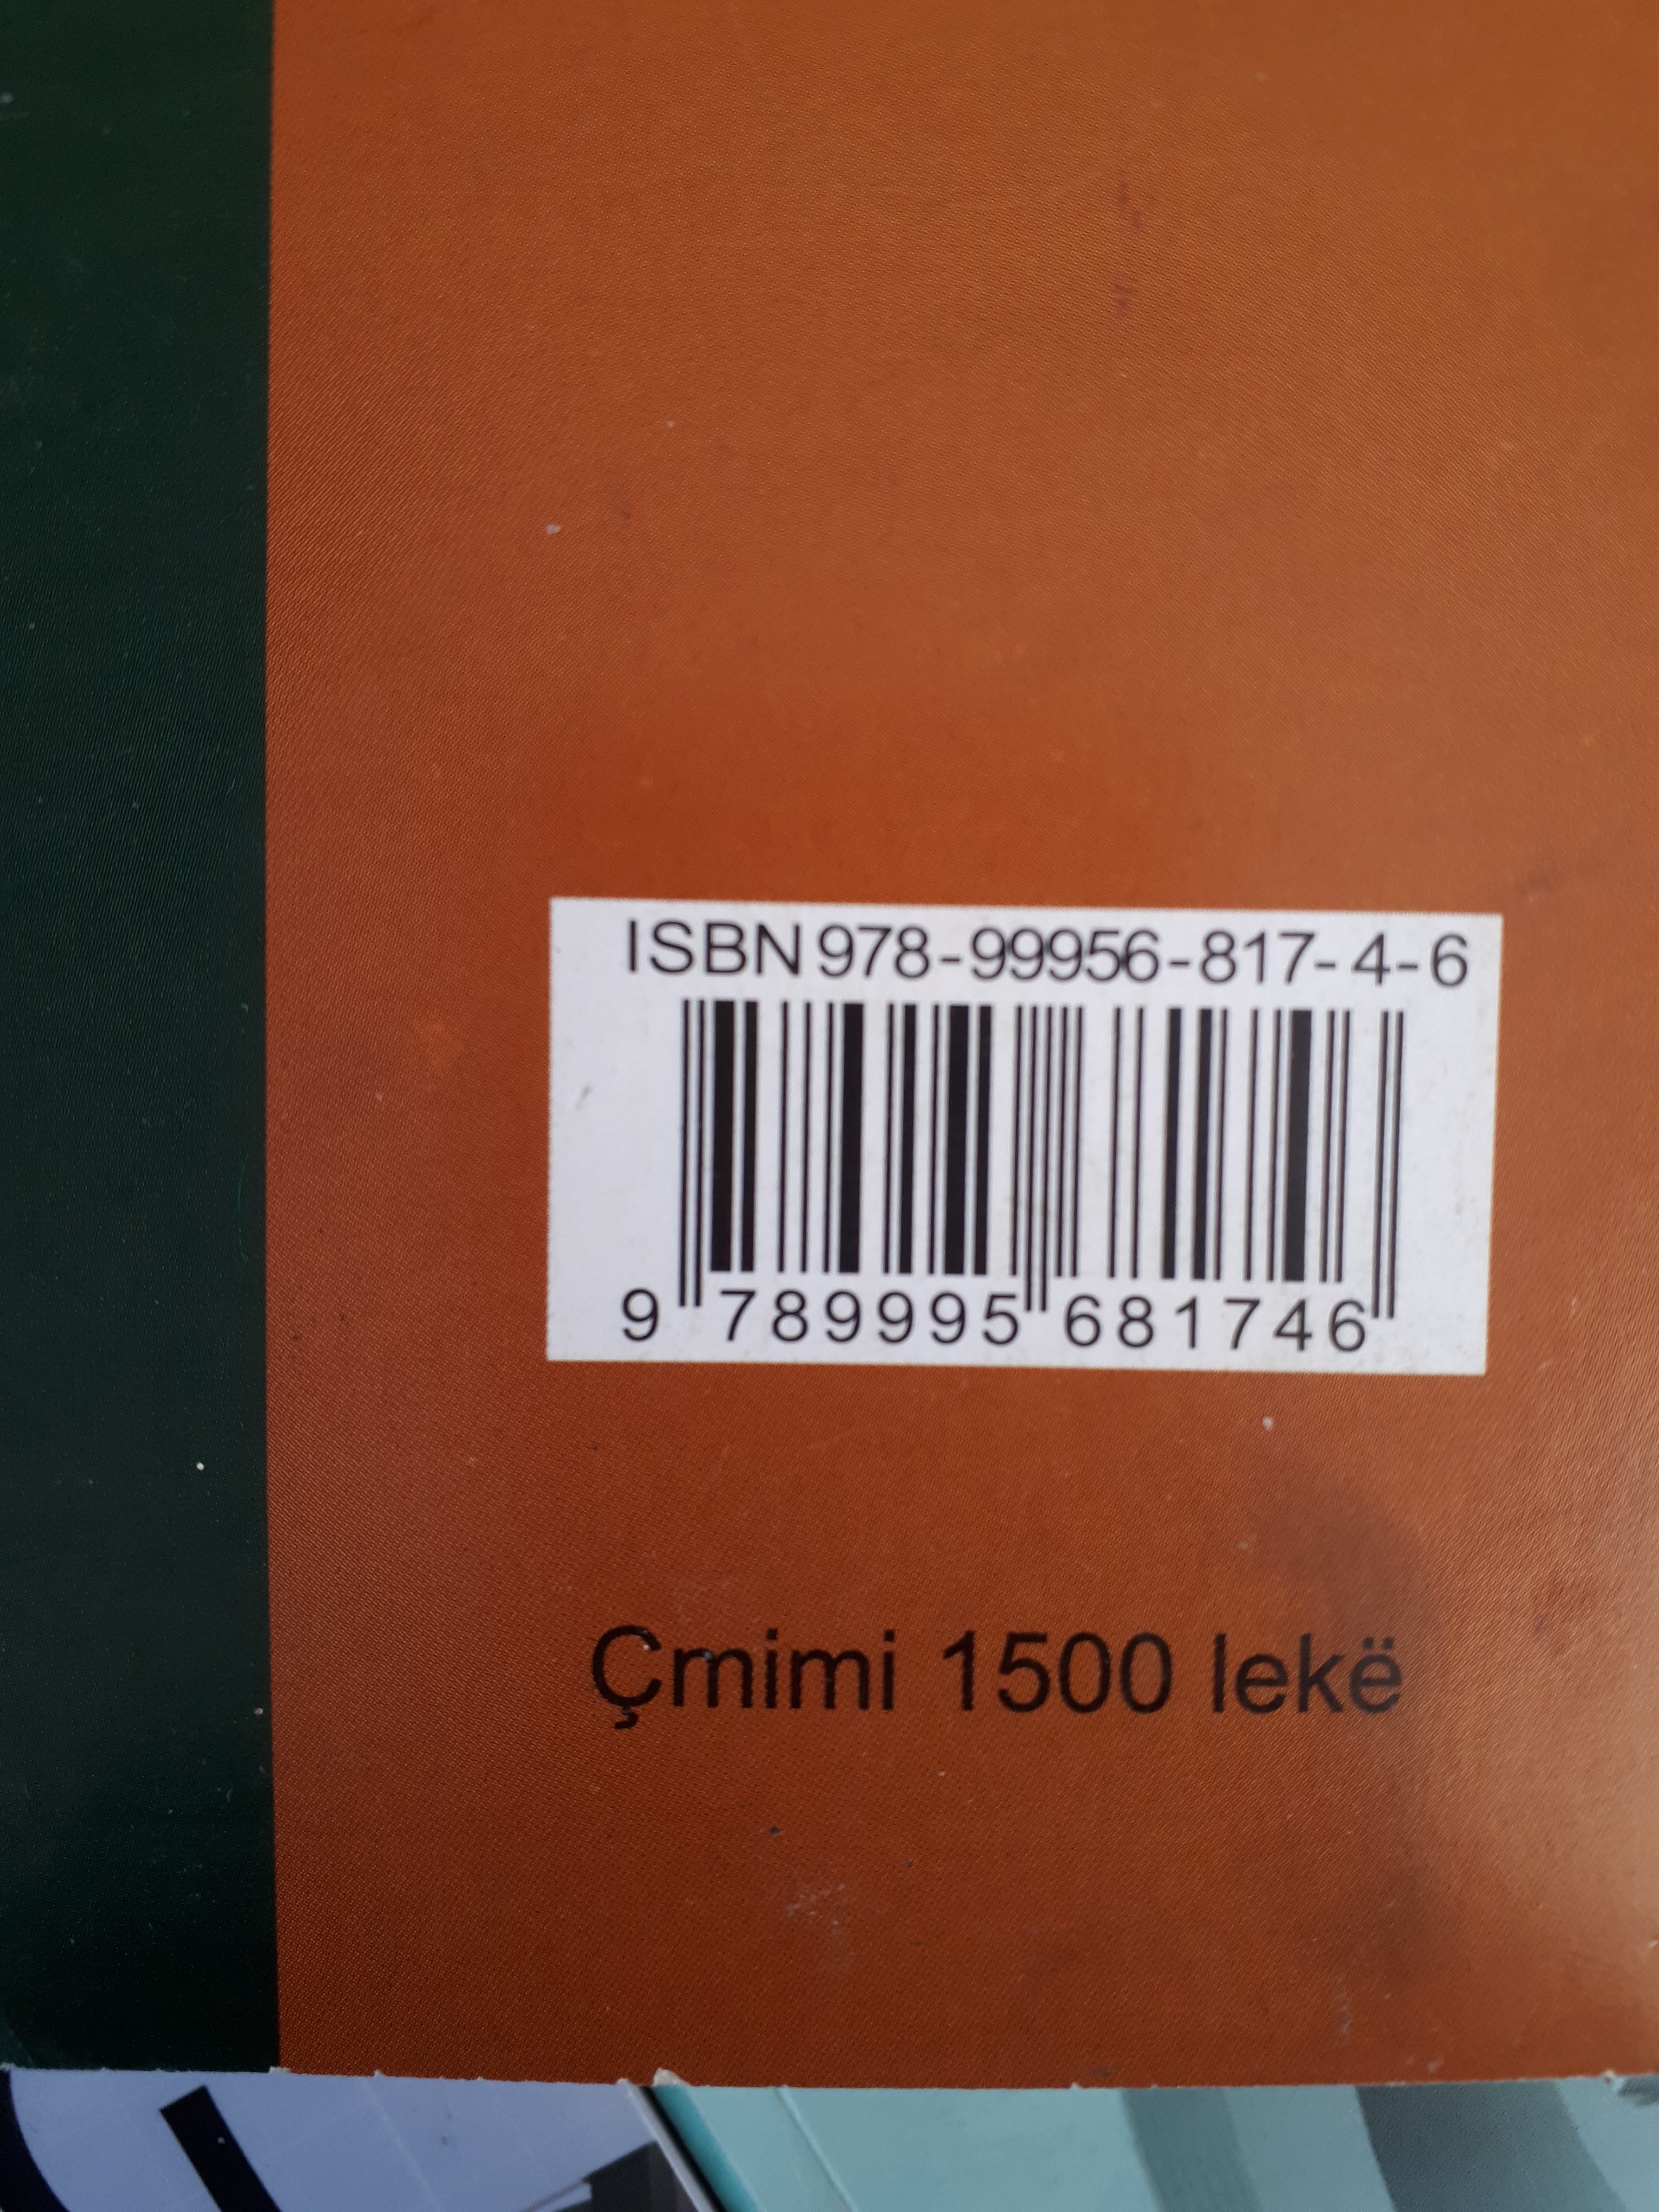 ISBN 978-99956-817-4-6
9 789995 681746
Çmimi 1500 lekë